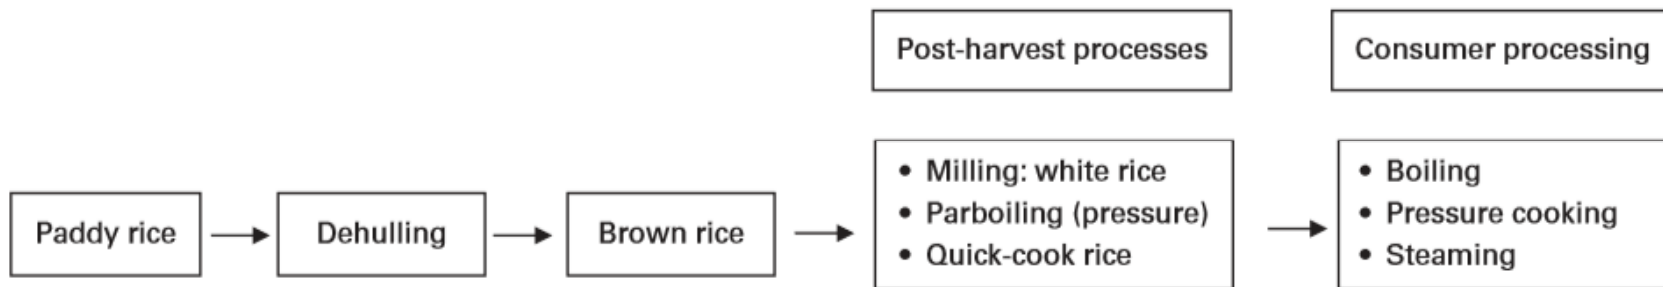 Post-harvest processes
Consumer processing
Paddy rice
Dehulling
Brown rice
• Milling: white rice
• Parboiling (pressure)
• Quick-cook rice
• Boiling
• Pressure cooking
• Steaming